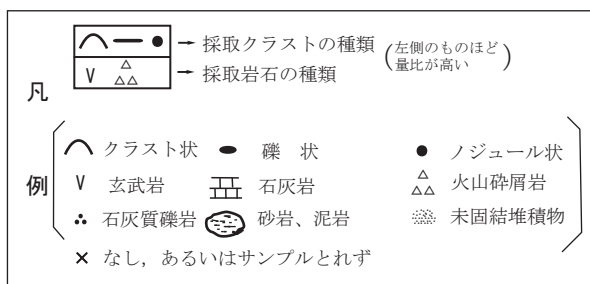 凡例
採取クラストの種類 (左側のものほど量比が高い)
採取岩石の種類
クラスト状 礫 状 ノジュール状
玄武岩 石灰岩 火山砕屑岩
石灰質礫岩 砂岩、泥岩 未固結堆積物
なし，あるいはサンプルとれず